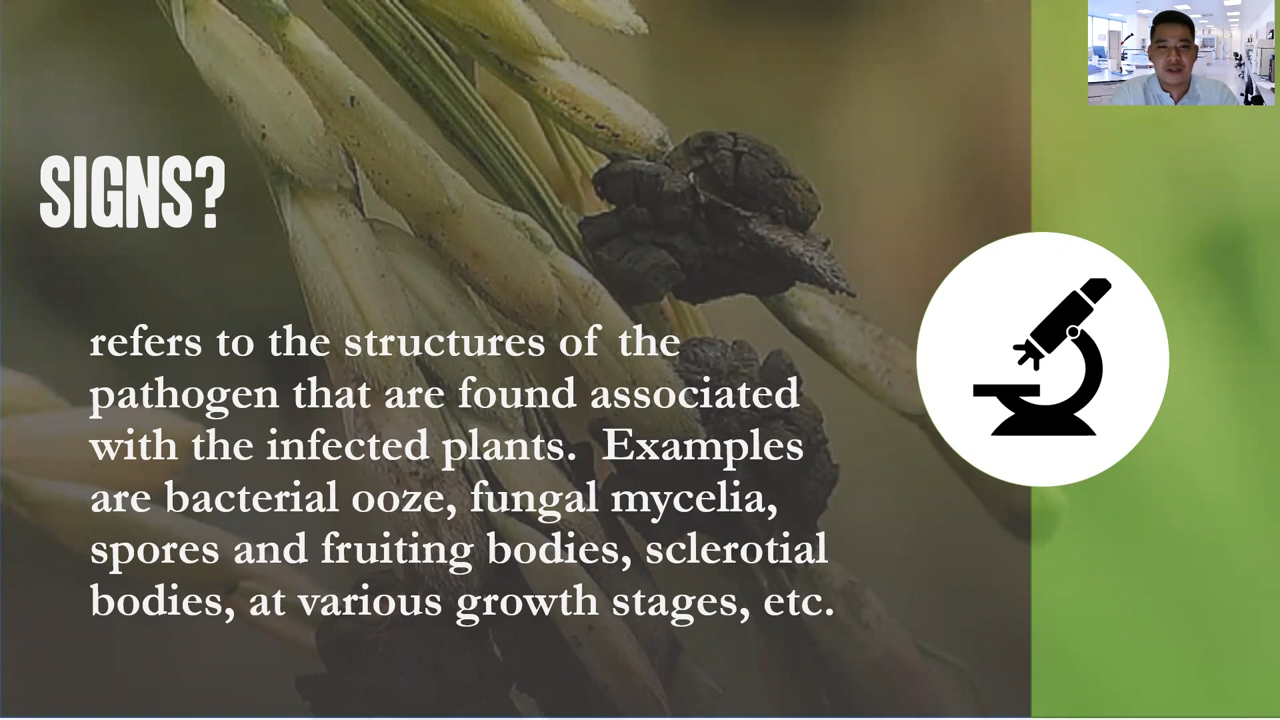 SIGNS?
refers to the structures of the
pathogen that are found associated
with the infected plants. Examples
are bacterial ooze, fungal mycelia,
spores and fruiting bodies, sclerotial
bodies, at various growth stages, etc.